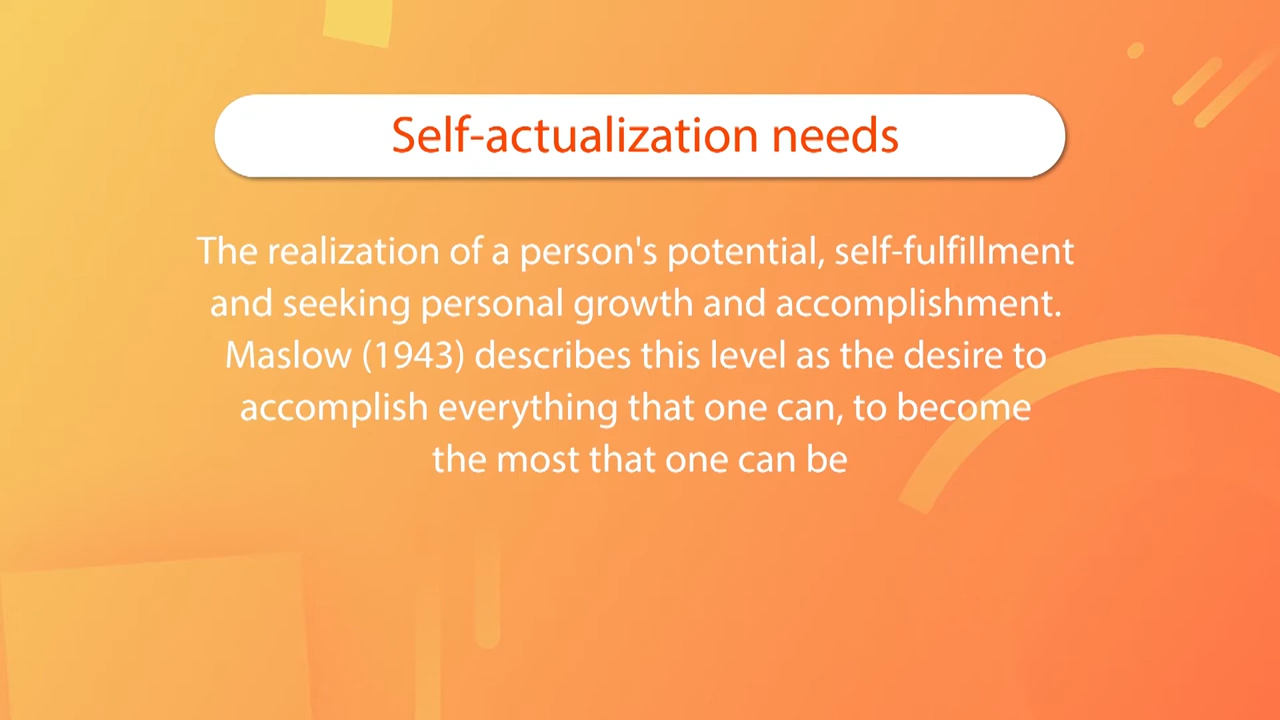 Self-actualization needs
The realization of a person's potential, self-fulfillment
and seeking personal growth and accomplishment.
Maslow (1943) describes this level as the desire to
accomplish everything that one can, to become
the most that one can be